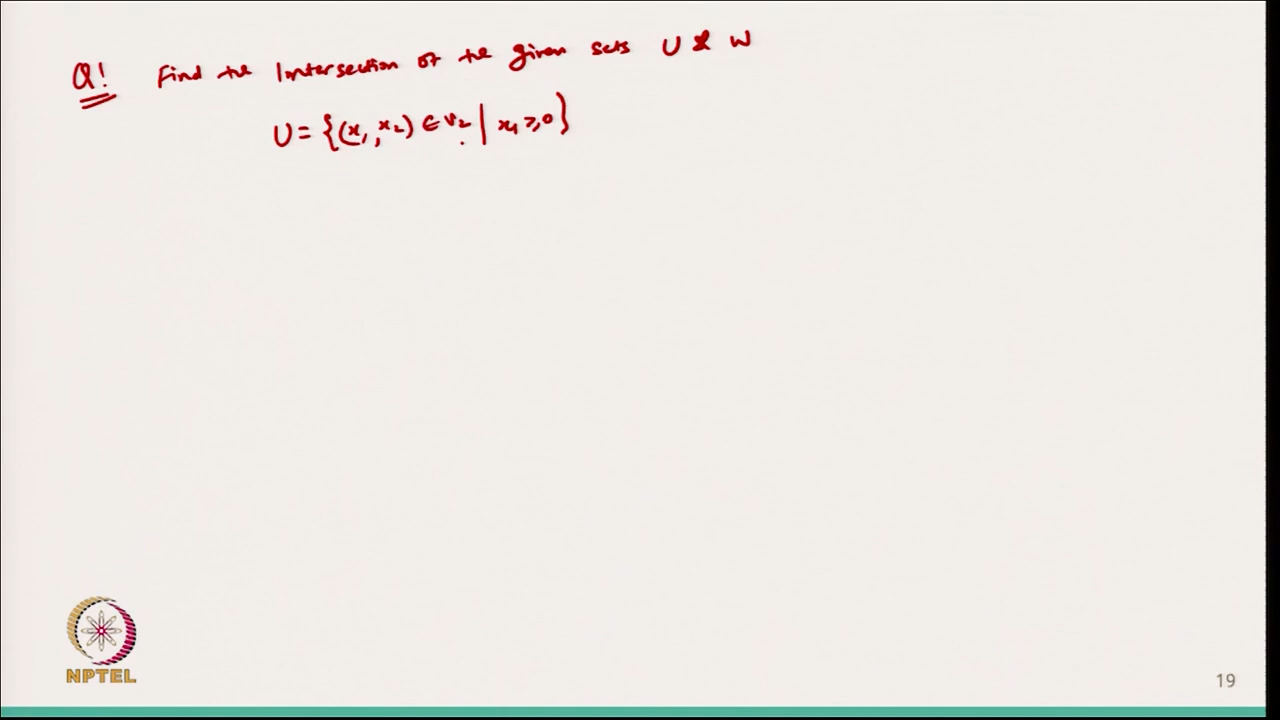 Q! Find the Intersection of the given sets U & W
U = {(x₁, x₂) ∈ V₂ | x₁ ≥ 0}
NPTEL
19